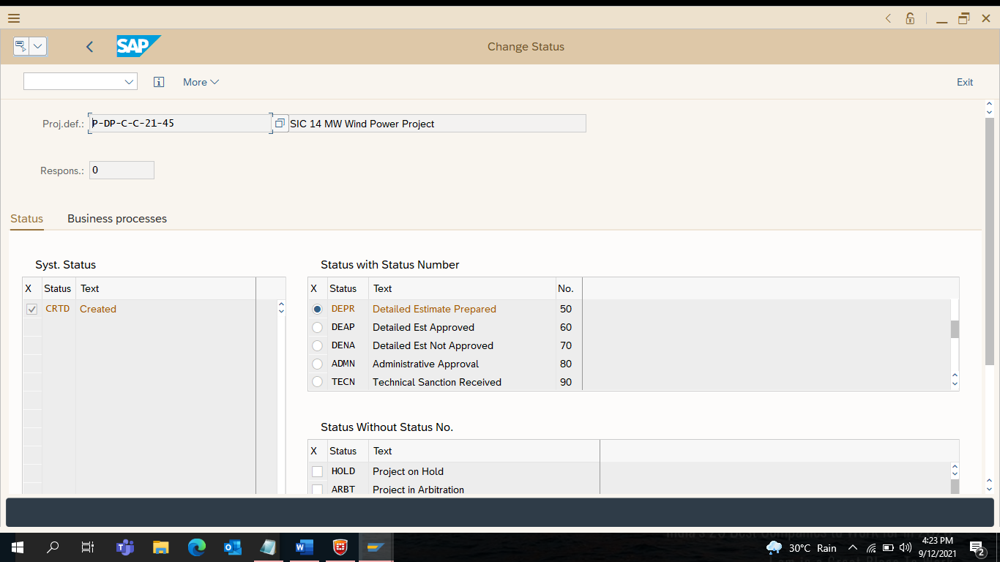 SAP
Change Status
More
Exit
Proj.def.: P-DP-C-C-21-45 SIC 14 MW Wind Power Project
Respons.: 0
Status Business processes
Syst. Status
X Status Text
CRTD Created
Status with Status Number
X Status Text No.
DEPR Detailed Estimate Prepared 50
DEAP Detailed Est Approved 60
DENA Detailed Est Not Approved 70
ADMN Administrative Approval 80
TECN Technical Sanction Received 90
Status Without Status No.
X Status Text
HOLD Project on Hold
ARBT Project in Arbitration
30°C Rain
4:23 PM
9/12/2021
2